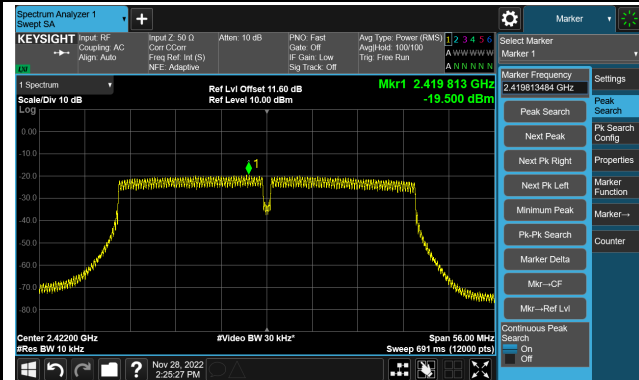 Spectrum Analyzer 1
Swept SA
Marker
KEYSIGHT
Input: RF
Coupling: AC
Align: Auto
Input Z: 50 Ω
Corr CCorr
Freq Ref: Int (S)
NFE: Adaptive
Atten: 10 dB
PNO: Fast
Gate: Off
IF Gain: Low
Sig Track: Off
Avg Type: Power (RMS)
Avg|Hold: 100/100
Trig: Free Run
1 2 3 4 5 6
A W W W W W
A N N N N N
LXI
Select Marker
Marker 1
1 Spectrum
Scale/Div 10 dB
Ref Lvl Offset 11.60 dB
Ref Level 10.00 dBm
Mkr1 2.419 813 GHz
-19.500 dBm
Log
0.00
-10.0
-20.0
-30.0
-40.0
-50.0
-60.0
-70.0
-80.0
1
Center 2.42200 GHz
#Res BW 10 kHz
#Video BW 30 kHz*
Span 56.00 MHz
Sweep 691 ms (12000 pts)
Marker Frequency
2.419813484 GHz
Peak Search
Next Peak
Next Pk Right
Next Pk Left
Minimum Peak
Pk-Pk Search
Marker Delta
Mkr→CF
Mkr→Ref Lvl
Continuous Peak
Search
On
Off
Settings
Peak
Search
Pk Search
Config
Properties
Marker
Function
Marker→
Counter
?
Nov 28, 2022
2:25:27 PM